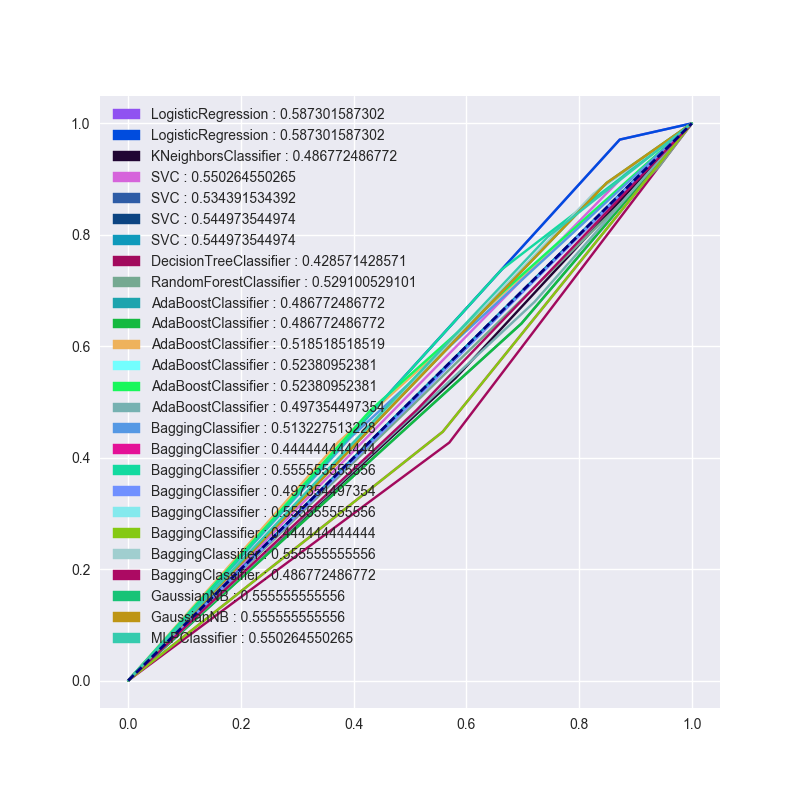 LogisticRegression : 0.587301587302
LogisticRegression : 0.587301587302
KNeighborsClassifier : 0.486772486772
SVC : 0.550264550265
SVC : 0.534391534392
SVC : 0.544973544974
SVC : 0.544973544974
DecisionTreeClassifier : 0.428571428571
RandomForestClassifier : 0.529100529101
AdaBoostClassifier : 0.486772486772
AdaBoostClassifier : 0.486772486772
AdaBoostClassifier : 0.518518518519
AdaBoostClassifier : 0.52380952381
AdaBoostClassifier : 0.52380952381
AdaBoostClassifier : 0.497354497354
BaggingClassifier : 0.513227513228
BaggingClassifier : 0.444444444444
BaggingClassifier : 0.555555555556
BaggingClassifier : 0.497354497354
BaggingClassifier : 0.555555555556
BaggingClassifier : 0.444444444444
BaggingClassifier : 0.555555555556
BaggingClassifier : 0.486772486772
GaussianNB : 0.555555555556
GaussianNB : 0.555555555556
MLPClassifier : 0.550264550265
1.0
0.8
0.6
0.4
0.2
0.0
0.0 0.2 0.4 0.6 0.8 1.0